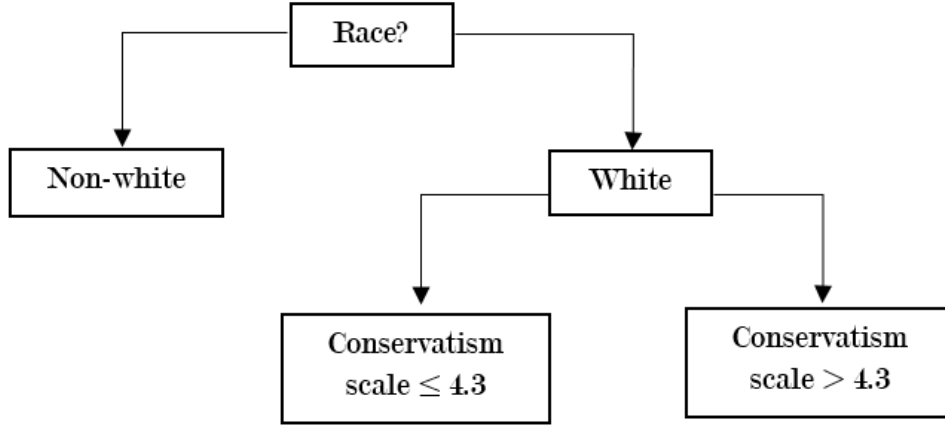 Race?
Non-white
White
Conservatism
scale ≤ 4.3
Conservatism
scale > 4.3